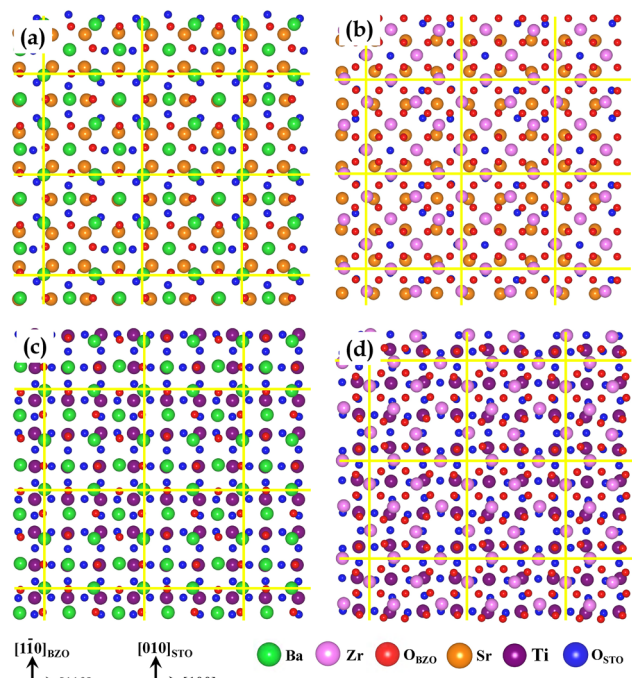 (a)
(b)
(c)
(d)
[11̄0]BZO [010]STO
Ba Zr OBZO Sr Ti OSTO